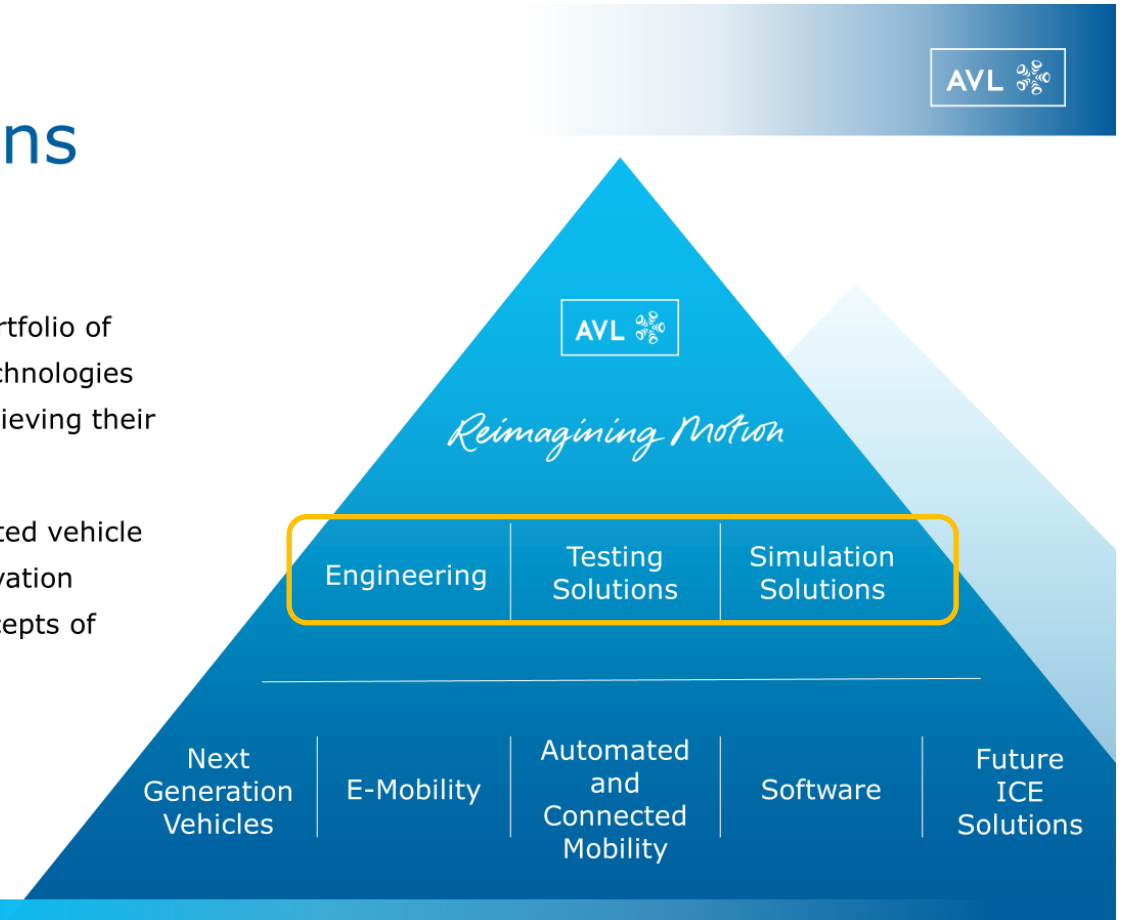 AVL
ns
rtfolio of
chnologies
ieving their
ted vehicle
vation
cepts of
AVL
Reimagining Motion
Engineering
Testing
Solutions
Simulation
Solutions
Next
Generation
Vehicles
E-Mobility
Automated
and
Connected
Mobility
Software
Future
ICE
Solutions